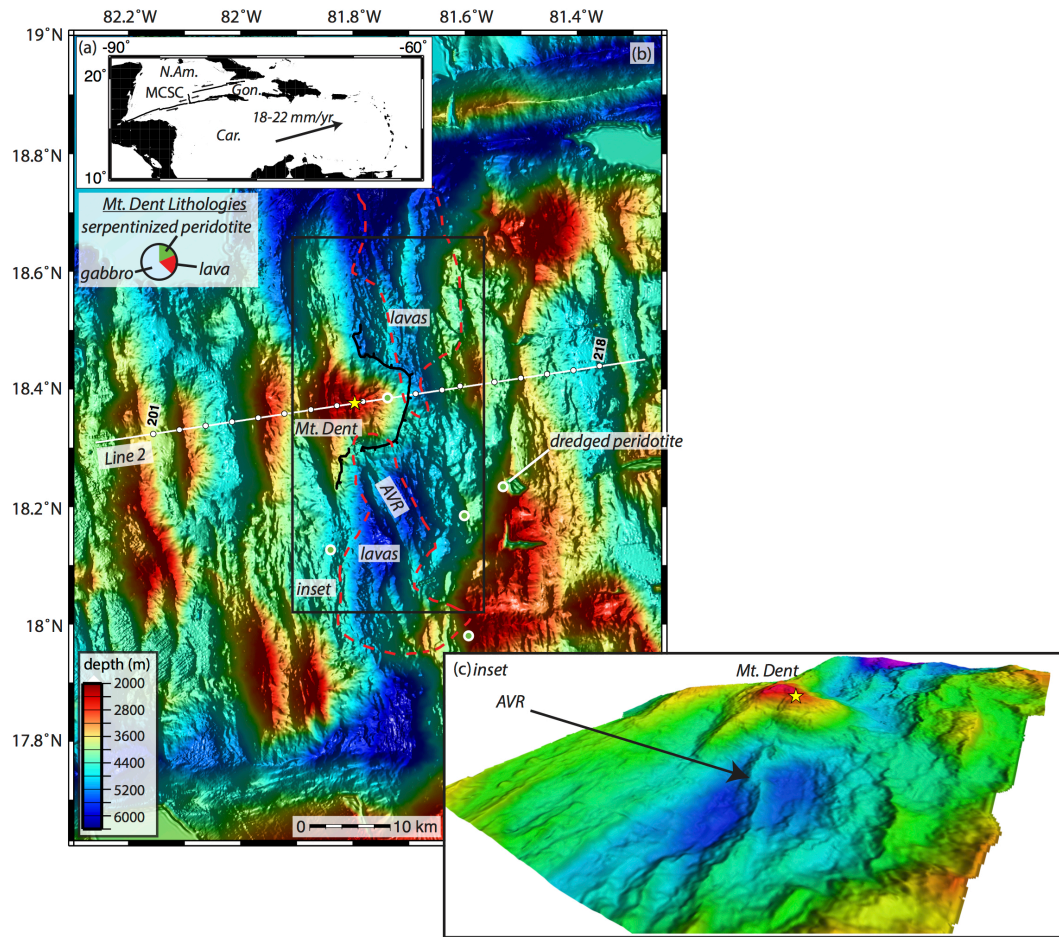 82.2˚W 82˚W 81.8˚W 81.6˚W 81.4˚W
19˚N
18.8˚N
18.6˚N
18.4˚N
18.2˚N
18˚N
17.8˚N
(a)
-90
-60
20
10
N.Am.
MCSC
Gon.
18-22 mm/yr
Car.
(b)
Mt. Dent Lithologies
serpentinized peridotite
gabbro
lava
lavas
218
201
Line 2
Mt. Dent
dredged peridotite
AVR
lavas
inset
depth (m)
2000
2800
3600
4400
5200
6000
0 10 km
(c) inset
Mt. Dent
AVR